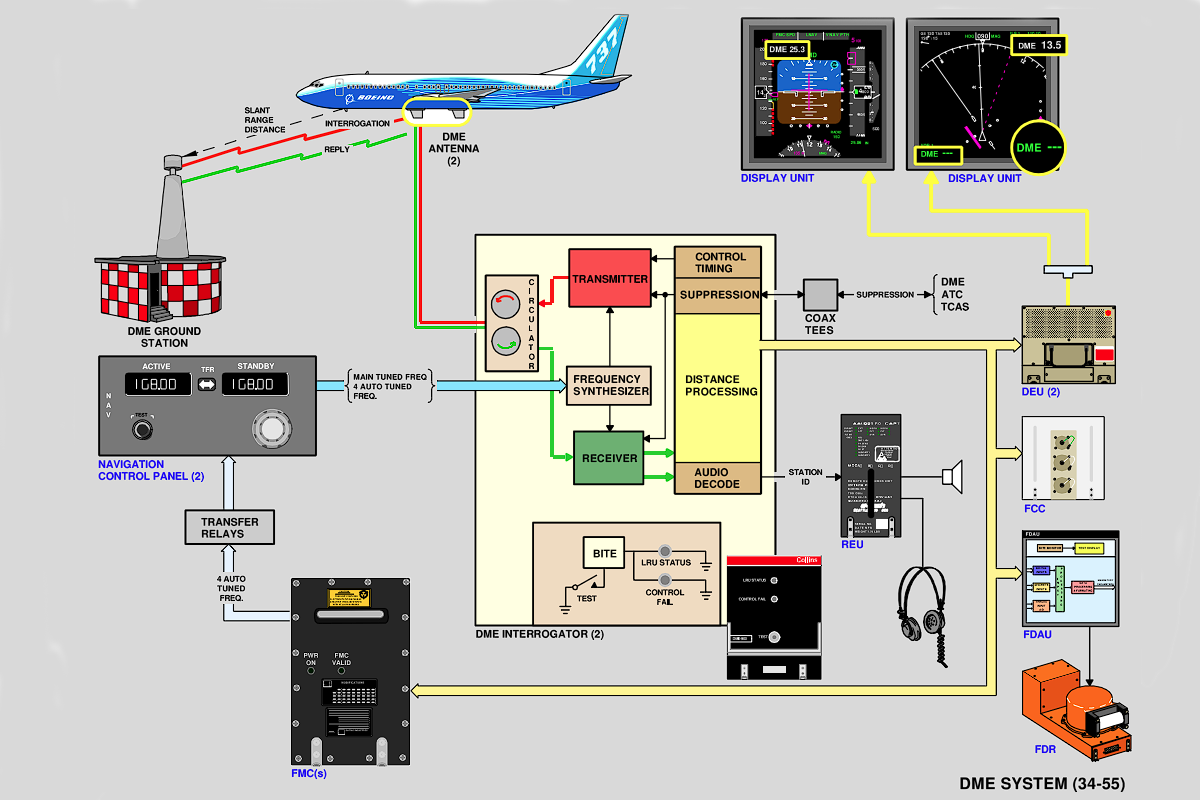 737
BOEING
SLANT
RANGE
DISTANCE
INTERROGATION
REPLY
DME
ANTENNA
(2)
DME GROUND
STATION
DME 25.3
DISPLAY UNIT
090
MAG
DME 13.5
DME ---
DME ---
DISPLAY UNIT
CIRCULATOR
TRANSMITTER
CONTROL
TIMING
SUPPRESSION
FREQUENCY
SYNTHESIZER
DISTANCE
PROCESSING
RECEIVER
AUDIO
DECODE
COAX
TEES
SUPPRESSION
DME
ATC
TCAS
DEU (2)
ACTIVE
TFR
STANDBY
108.00
108.00
NAV
TEST
NAVIGATION
CONTROL PANEL (2)
MAIN TUNED FREQ
4 AUTO TUNED
FREQ.
TRANSFER
RELAYS
4 AUTO
TUNED
FREQ.
STATION
ID
REU
FCC
FDAU
FDAU
FDR
BITE
TEST
LRU STATUS
CONTROL
FAIL
DME INTERROGATOR (2)
Collins
LRU STATUS
CONTROL FAIL
TEST
PWR
ON
FMC
VALID
FMC(s)
DME SYSTEM (34-55)